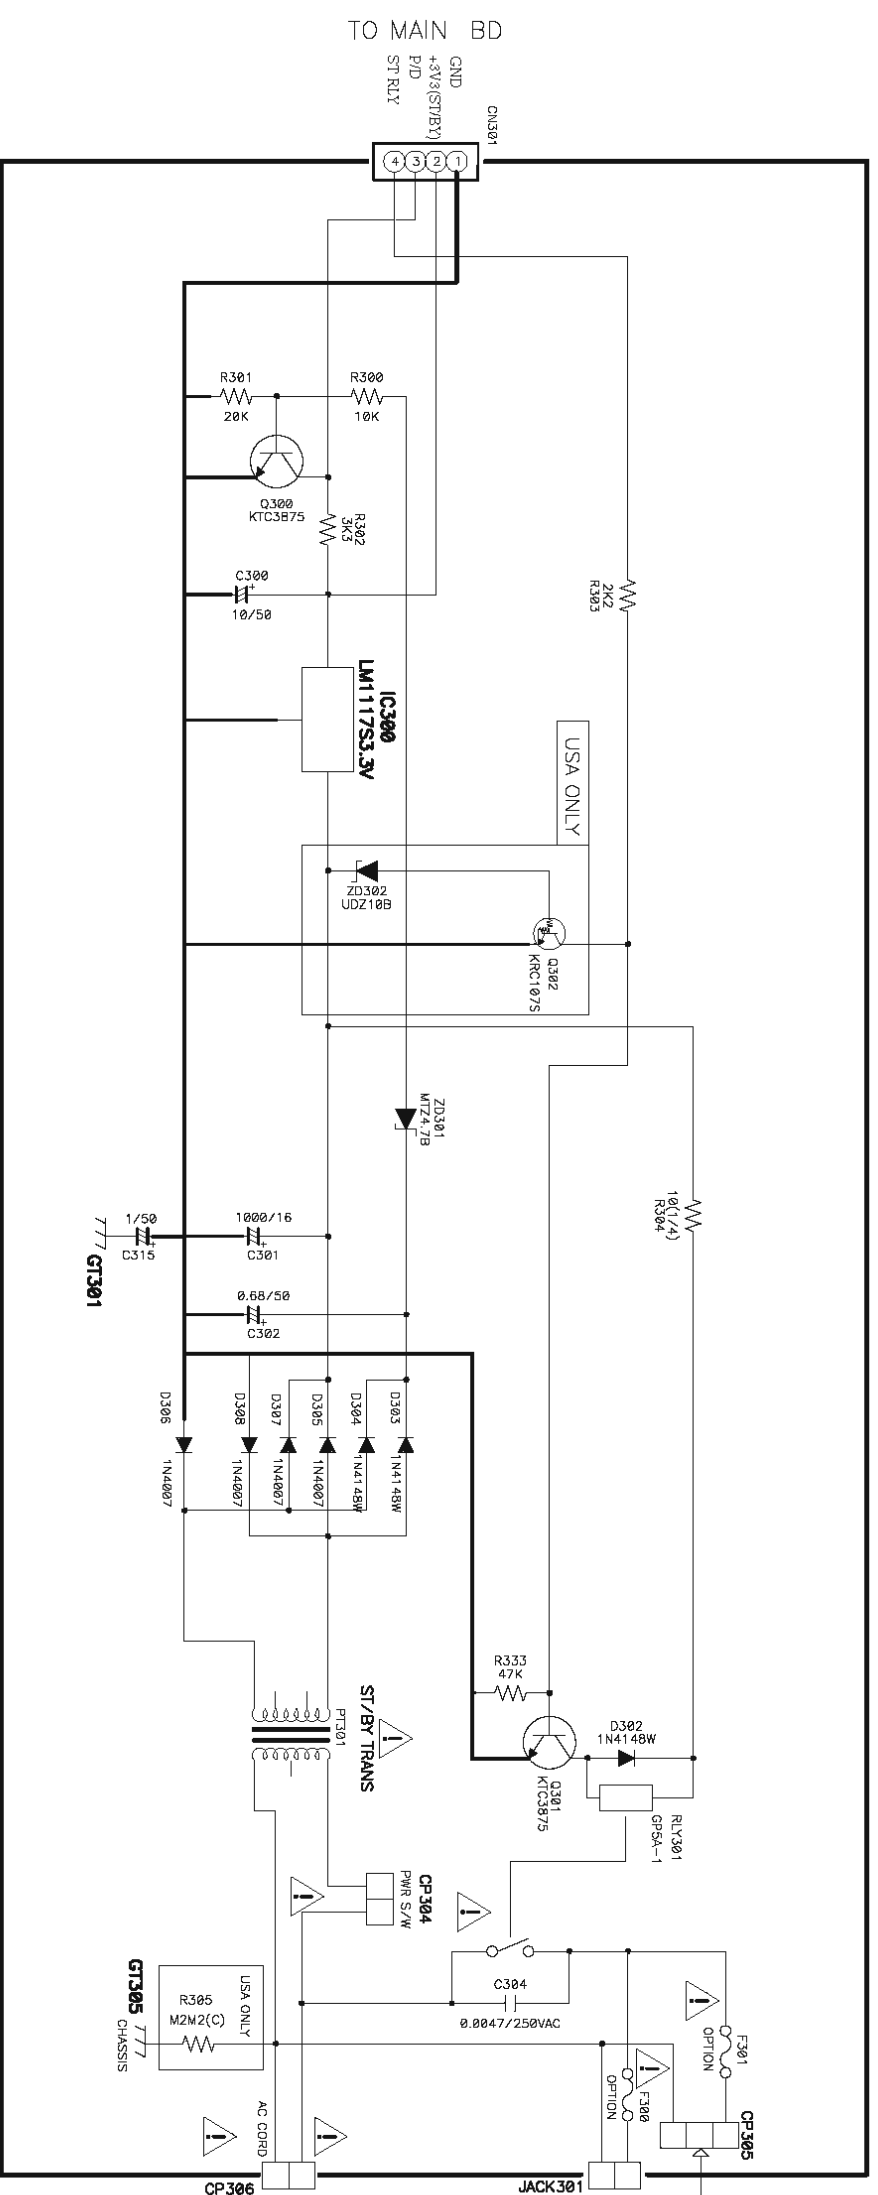 TO MAIN BD
ST RLY
P/D
+3V3(ST/BY)
GND
CN301
4 3 2 1
R301
20K
R300
10K
Q300
KTC3875
R302
3K3
C300
+
10/50
2K2
R303
IC300
LM1117S3.3V
USA ONLY
ZD302
UDZ10B
Q302
KRC107S
ZD301
MTZ4.7B
10(1/4)
R304
1/50
+
C315
GT301
1000/16
+
C301
0.68/50
+
C302
D306
1N4007
D308
1N4007
D307
1N4007
D305
1N4007
D304
1N4148W
D303
1N4148W
R333
47K
D302
1N4148W
Q301
KTC3875
RLY301
GP5A-1
PT301
ST/BY TRANS
!
CP304
PWR S/W
!
!
C304
0.0047/250VAC
GT305
CHASSIS
USA ONLY
R305
M2M2(C)
!
F301
OPTION
!
F300
OPTION
CP305
AC CORD
!
!
CP306
JACK301